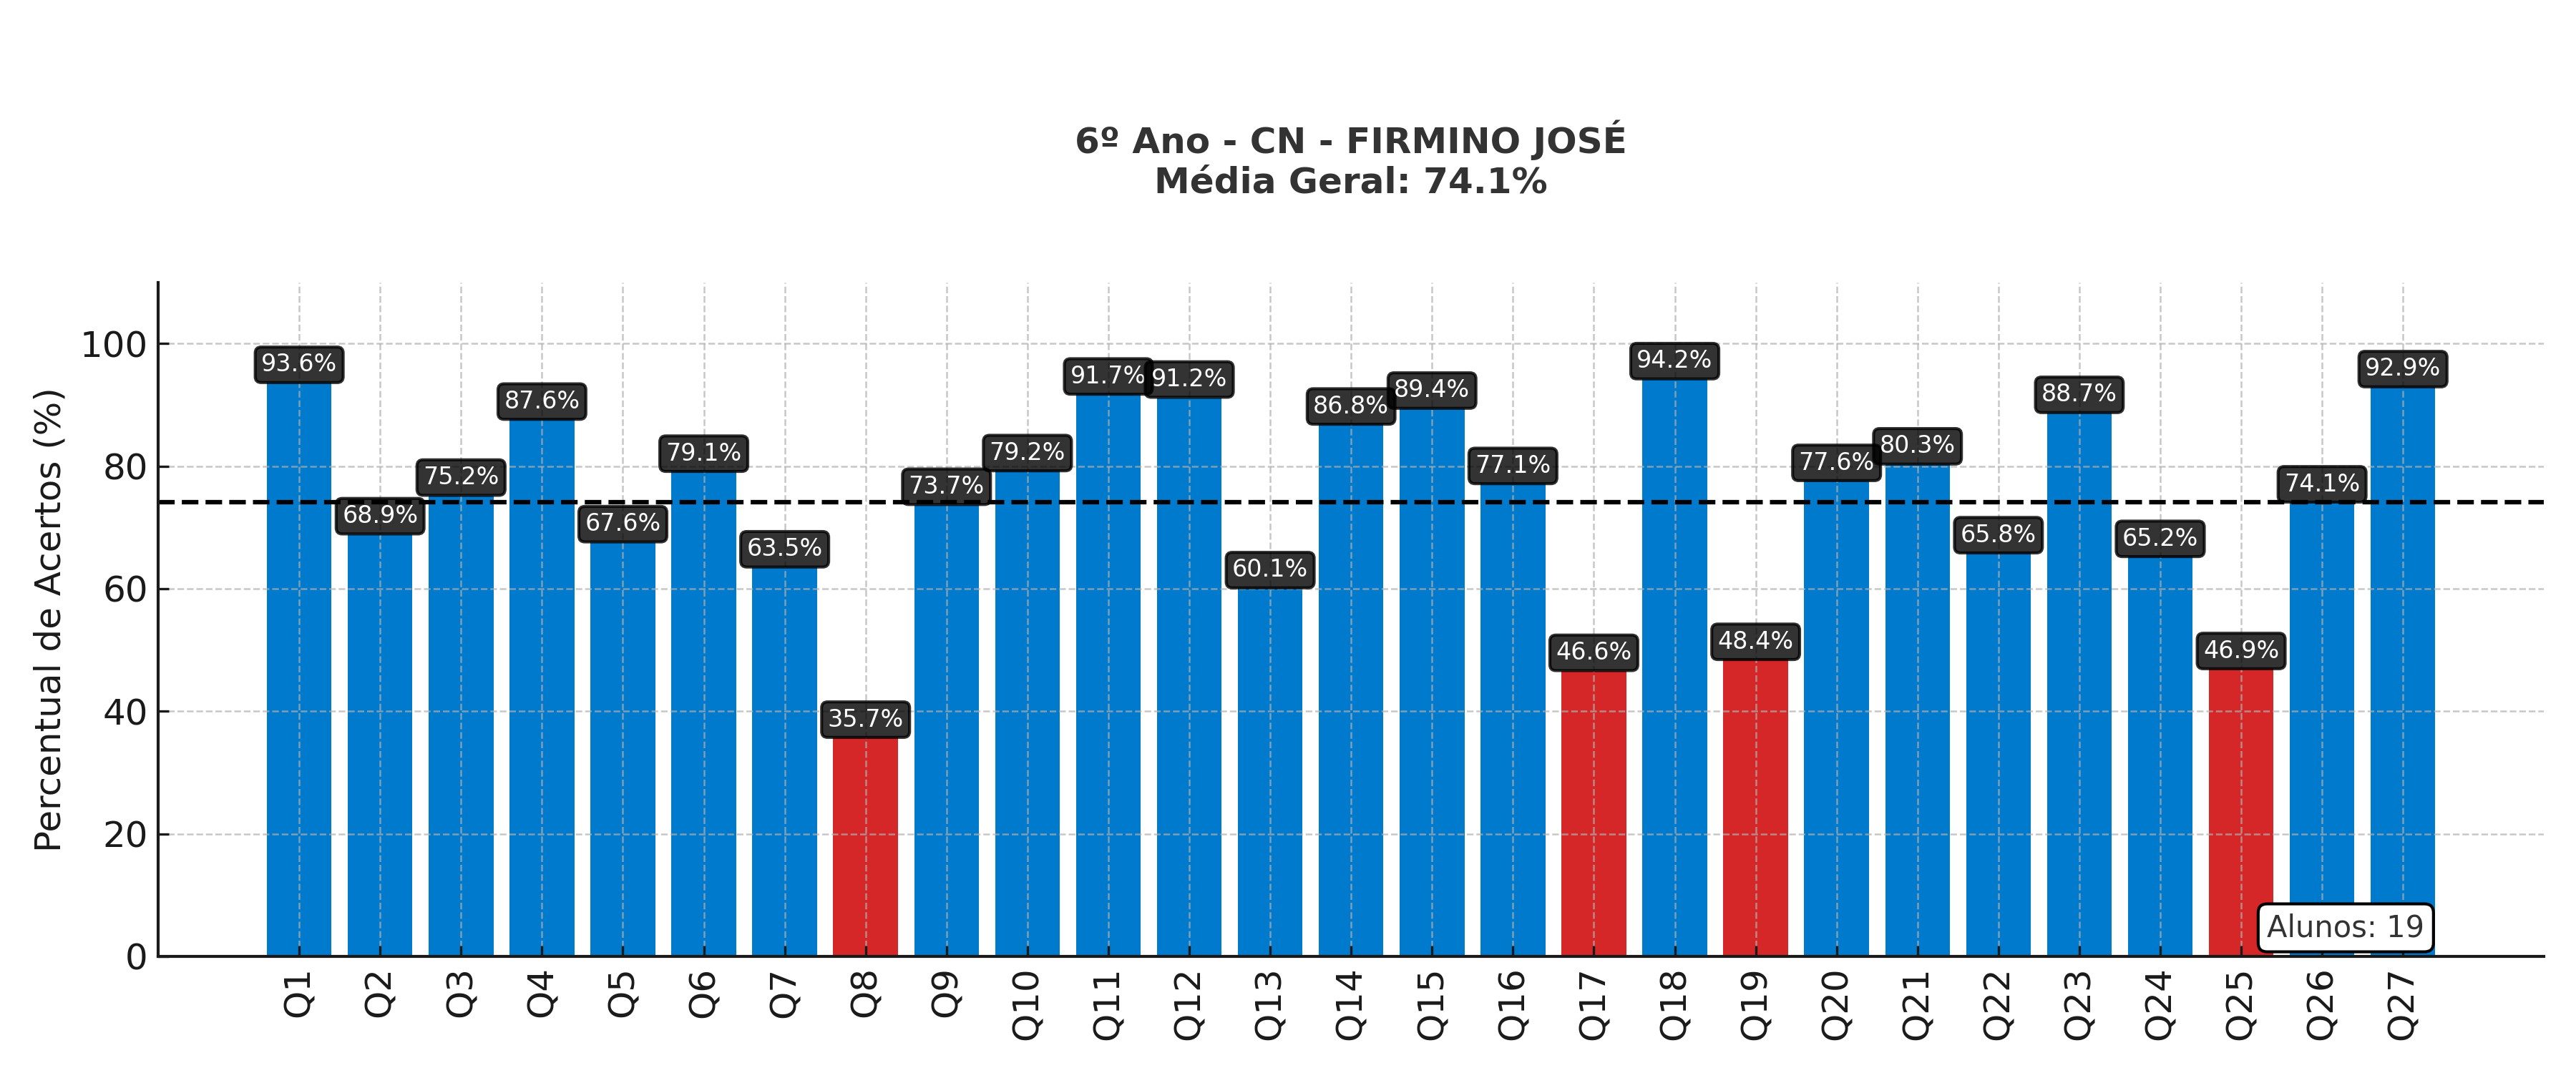 6º Ano - CN - FIRMINO JOSÉ
Média Geral: 74.1%
Percentual de Acertos (%)
100
80
60
40
20
0
93.6%
68.9%
75.2%
87.6%
67.6%
79.1%
63.5%
35.7%
73.7%
79.2%
91.7%
91.2%
60.1%
86.8%
89.4%
77.1%
46.6%
94.2%
48.4%
77.6%
80.3%
65.8%
88.7%
65.2%
46.9%
74.1%
92.9%
Alunos: 19
Q1
Q2
Q3
Q4
Q5
Q6
Q7
Q8
Q9
Q10
Q11
Q12
Q13
Q14
Q15
Q16
Q17
Q18
Q19
Q20
Q21
Q22
Q23
Q24
Q25
Q26
Q27